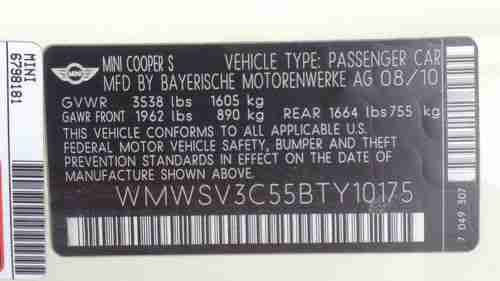 MINI
6798181
MINI
MINI COOPER S VEHICLE TYPE: PASSENGER CAR
MFD BY BAYERISCHE MOTORENWERKE AG 08/10
GVWR 3538 lbs 1605 kg
GAWR FRONT 1962 lbs 890 kg REAR 1664 lbs 755 kg
THIS VEHICLE CONFORMS TO ALL APPLICABLE U.S.
FEDERAL MOTOR VEHICLE SAFETY, BUMPER AND THEFT
PREVENTION STANDARDS IN EFFECT ON THE DATE OF
MANUFACTURE SHOWN ABOVE.
WMWSV3C55BTY10175
7 049 307